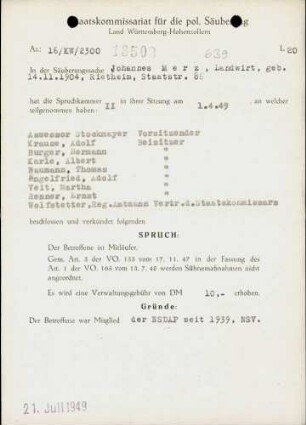 Staatskommissariat für die pol. Säuberung
Land Württemberg-Hohenzollern
Az.: 16/KW/2300 13503 639 L20
In der Säuberungssache Johannes Merz, Landwirt, geb.
14.11.1904, Rietheim, Staatsstr. 86
hat die Spruchkammer II in ihrer Sitzung am 1.4.49, an welcher
teilgenommen haben:
Assessor Stockmayer Vorsitzender
Krause, Adolf Beisitzer
Burger, Hermann "
Karle, Albert "
Baumann, Thomas "
Engelfried, Adolf "
Veit, Martha "
Renner, Ernst "
Wolfstetter, Reg.Amtmann Vertr.d.Staatskommissars
beschlossen und verkündet folgenden
SPRUCH:
Der Betroffene ist Mitläufer.
Gem. Art. 3 der VO. 133 vom 17. 11. 47 in der Fassung des
Art. 1 der VO. 165 vom 13. 7. 48 werden Sühnemaßnahmen nicht
angeordnet.
Es wird eine Verwaltungsgebühr von DM 10,- erhoben.
Gründe:
Der Betroffene war Mitglied der NSDAP seit 1939, NSV.
21. Juli 1949